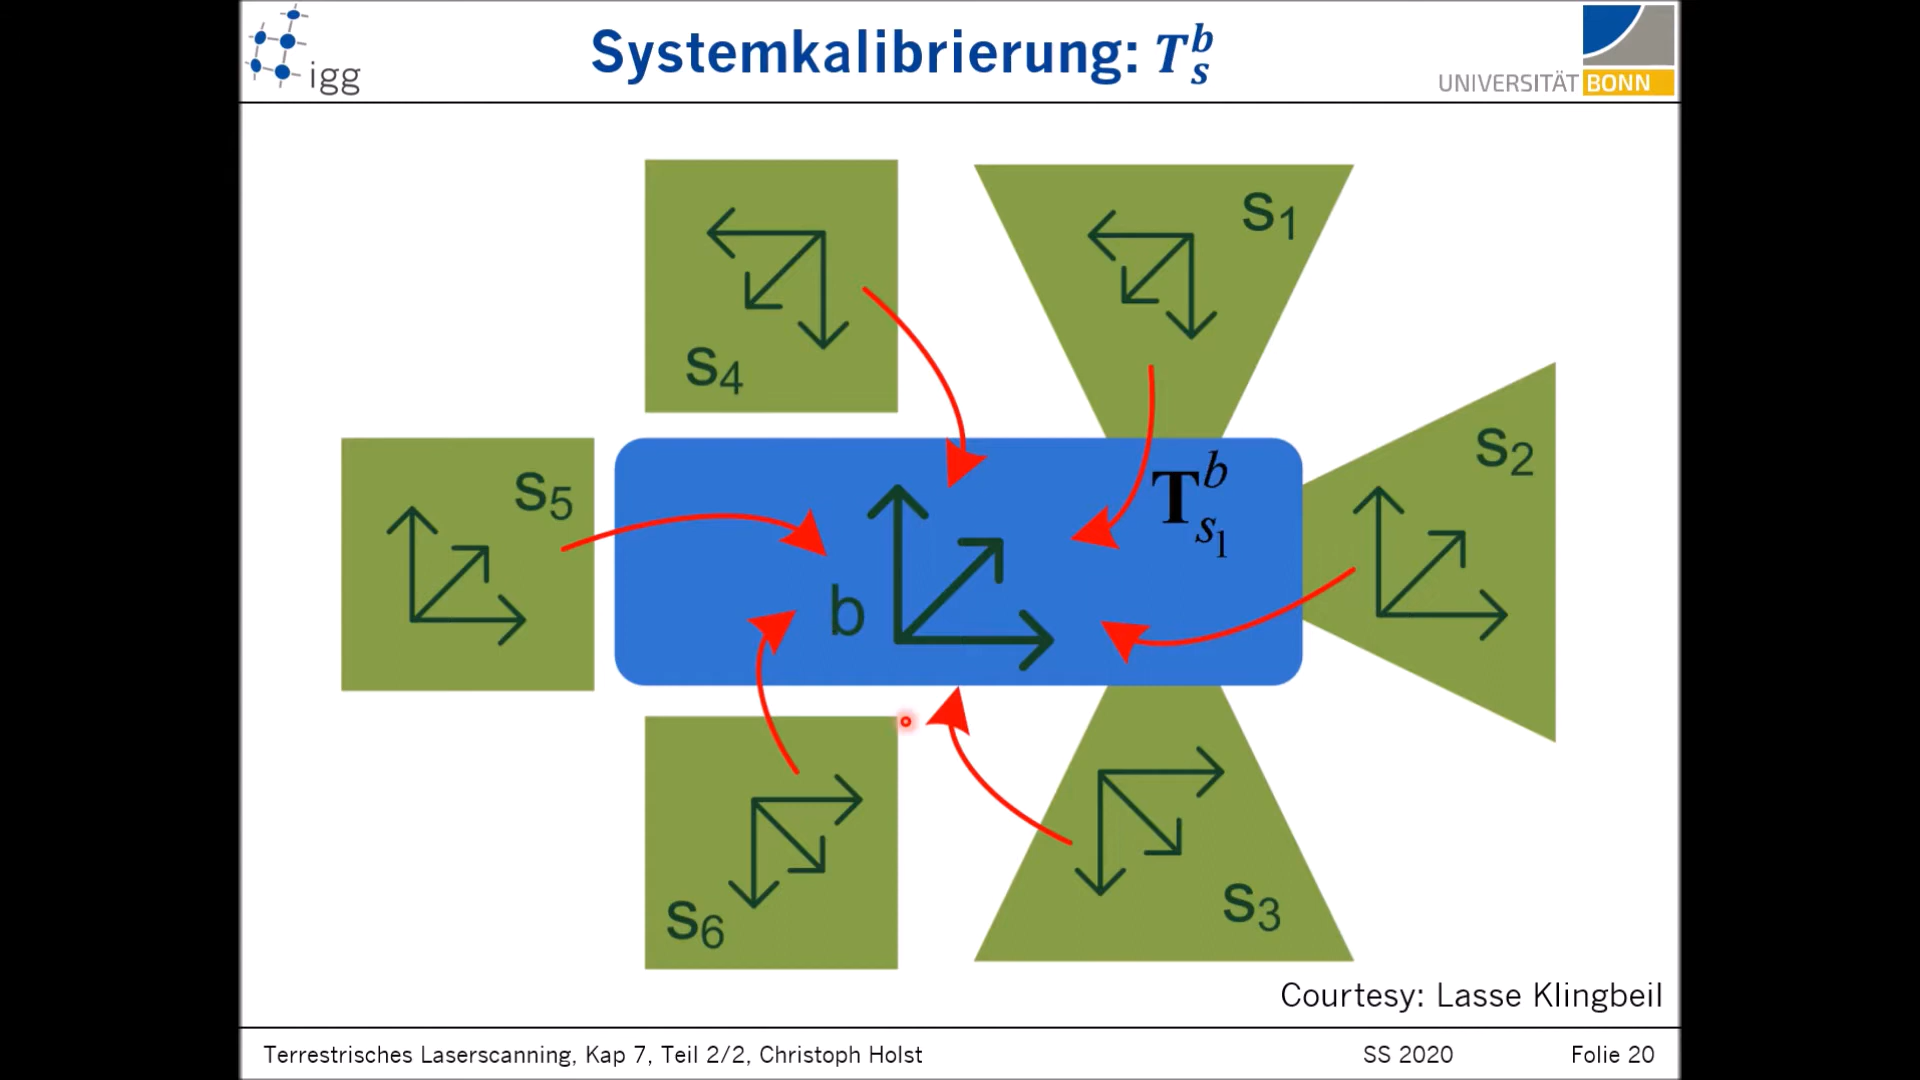 igg
Systemkalibrierung: T_s^b
UNIVERSITÄT BONN
s1
s4
s2
s5
T_{s1}^b
b
s3
s6
Courtesy: Lasse Klingbeil
Terrestrisches Laserscanning, Kap 7, Teil 2/2, Christoph Holst
SS 2020
Folie 20